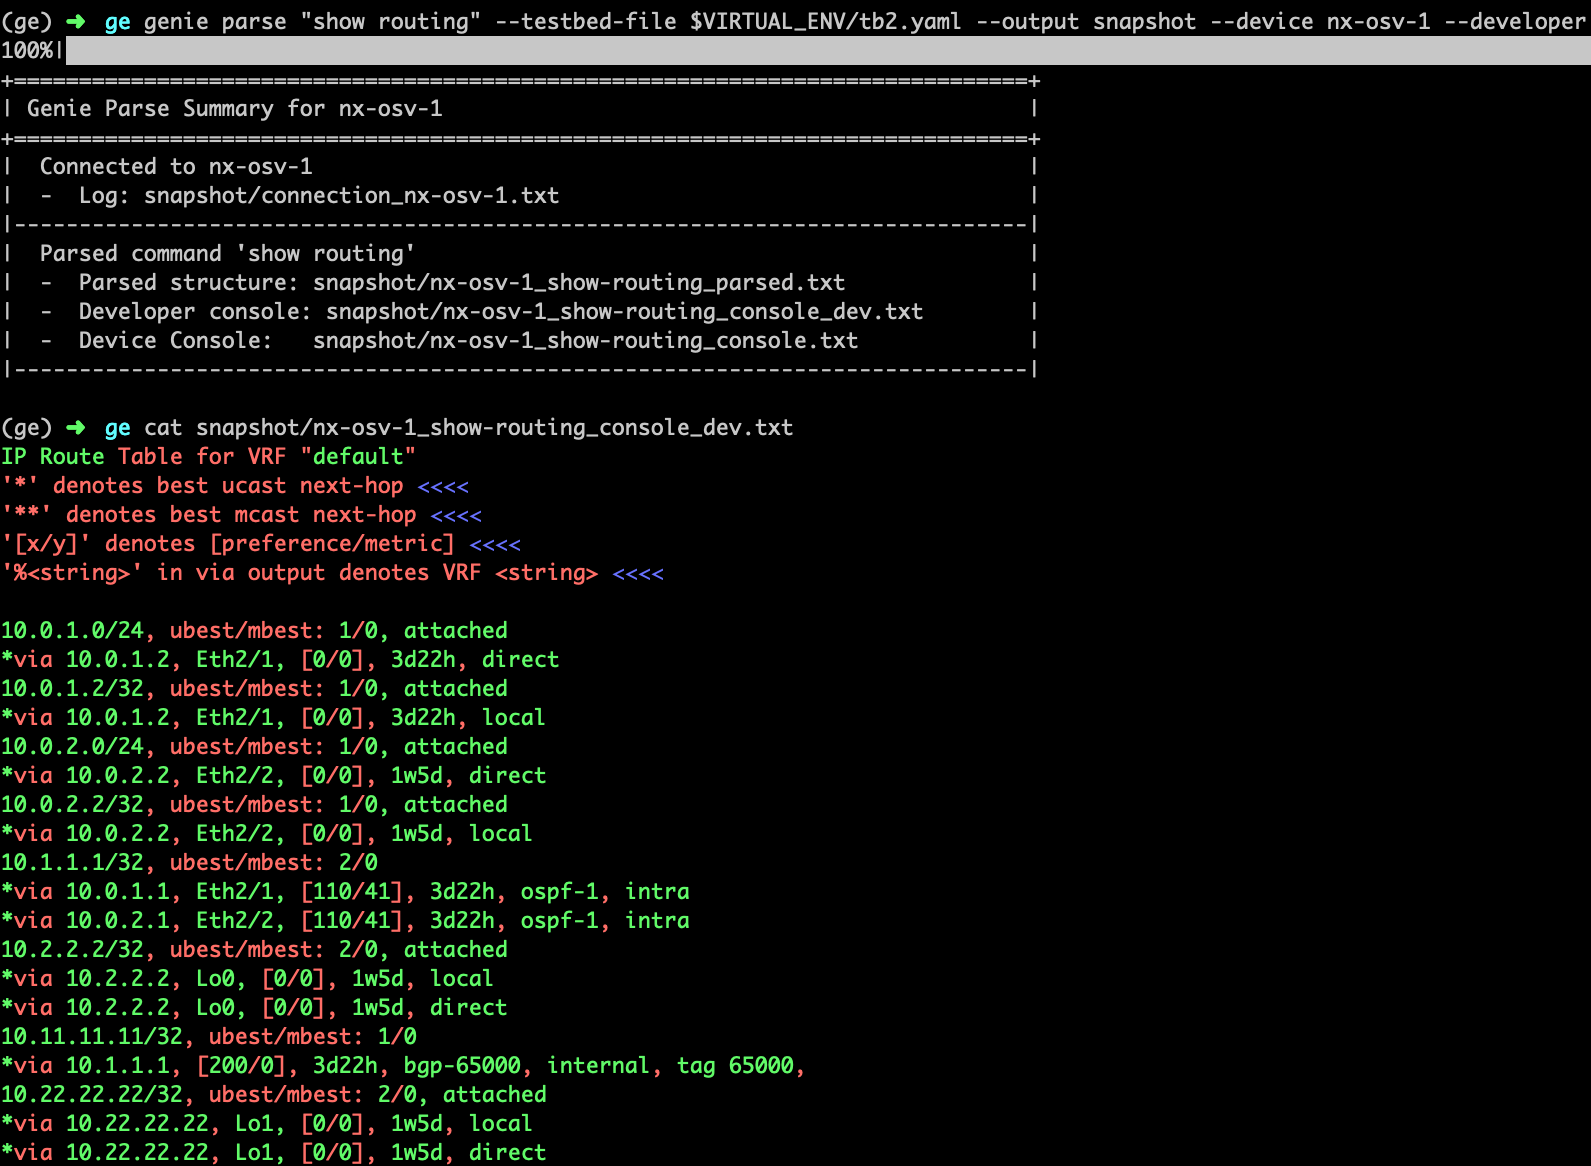 (ge) ➜ ge genie parse "show routing" --testbed-file $VIRTUAL_ENV/tb2.yaml --output snapshot --device nx-osv-1 --developer
100%|
+==============================================================================+
| Genie Parse Summary for nx-osv-1                                             |
+==============================================================================+
|  Connected to nx-osv-1                                                       |
|  -  Log: snapshot/connection_nx-osv-1.txt                                    |
|------------------------------------------------------------------------------|
|  Parsed command 'show routing'                                               |
|  -  Parsed structure: snapshot/nx-osv-1_show-routing_parsed.txt              |
|  -  Developer console: snapshot/nx-osv-1_show-routing_console_dev.txt        |
|  -  Device Console:   snapshot/nx-osv-1_show-routing_console.txt             |
|------------------------------------------------------------------------------|
(ge) ➜ ge cat snapshot/nx-osv-1_show-routing_console_dev.txt
IP Route Table for VRF "default"
'*' denotes best ucast next-hop <<<<
'**' denotes best mcast next-hop <<<<
'[x/y]' denotes [preference/metric] <<<<
'%<string>' in via output denotes VRF <string> <<<<
10.0.1.0/24, ubest/mbest: 1/0, attached
*via 10.0.1.2, Eth2/1, [0/0], 3d22h, direct
10.0.1.2/32, ubest/mbest: 1/0, attached
*via 10.0.1.2, Eth2/1, [0/0], 3d22h, local
10.0.2.0/24, ubest/mbest: 1/0, attached
*via 10.0.2.2, Eth2/2, [0/0], 1w5d, direct
10.0.2.2/32, ubest/mbest: 1/0, attached
*via 10.0.2.2, Eth2/2, [0/0], 1w5d, local
10.1.1.1/32, ubest/mbest: 2/0
*via 10.0.1.1, Eth2/1, [110/41], 3d22h, ospf-1, intra
*via 10.0.2.1, Eth2/2, [110/41], 3d22h, ospf-1, intra
10.2.2.2/32, ubest/mbest: 2/0, attached
*via 10.2.2.2, Lo0, [0/0], 1w5d, local
*via 10.2.2.2, Lo0, [0/0], 1w5d, direct
10.11.11.11/32, ubest/mbest: 1/0
*via 10.1.1.1, [200/0], 3d22h, bgp-65000, internal, tag 65000,
10.22.22.22/32, ubest/mbest: 2/0, attached
*via 10.22.22.22, Lo1, [0/0], 1w5d, local
*via 10.22.22.22, Lo1, [0/0], 1w5d, direct